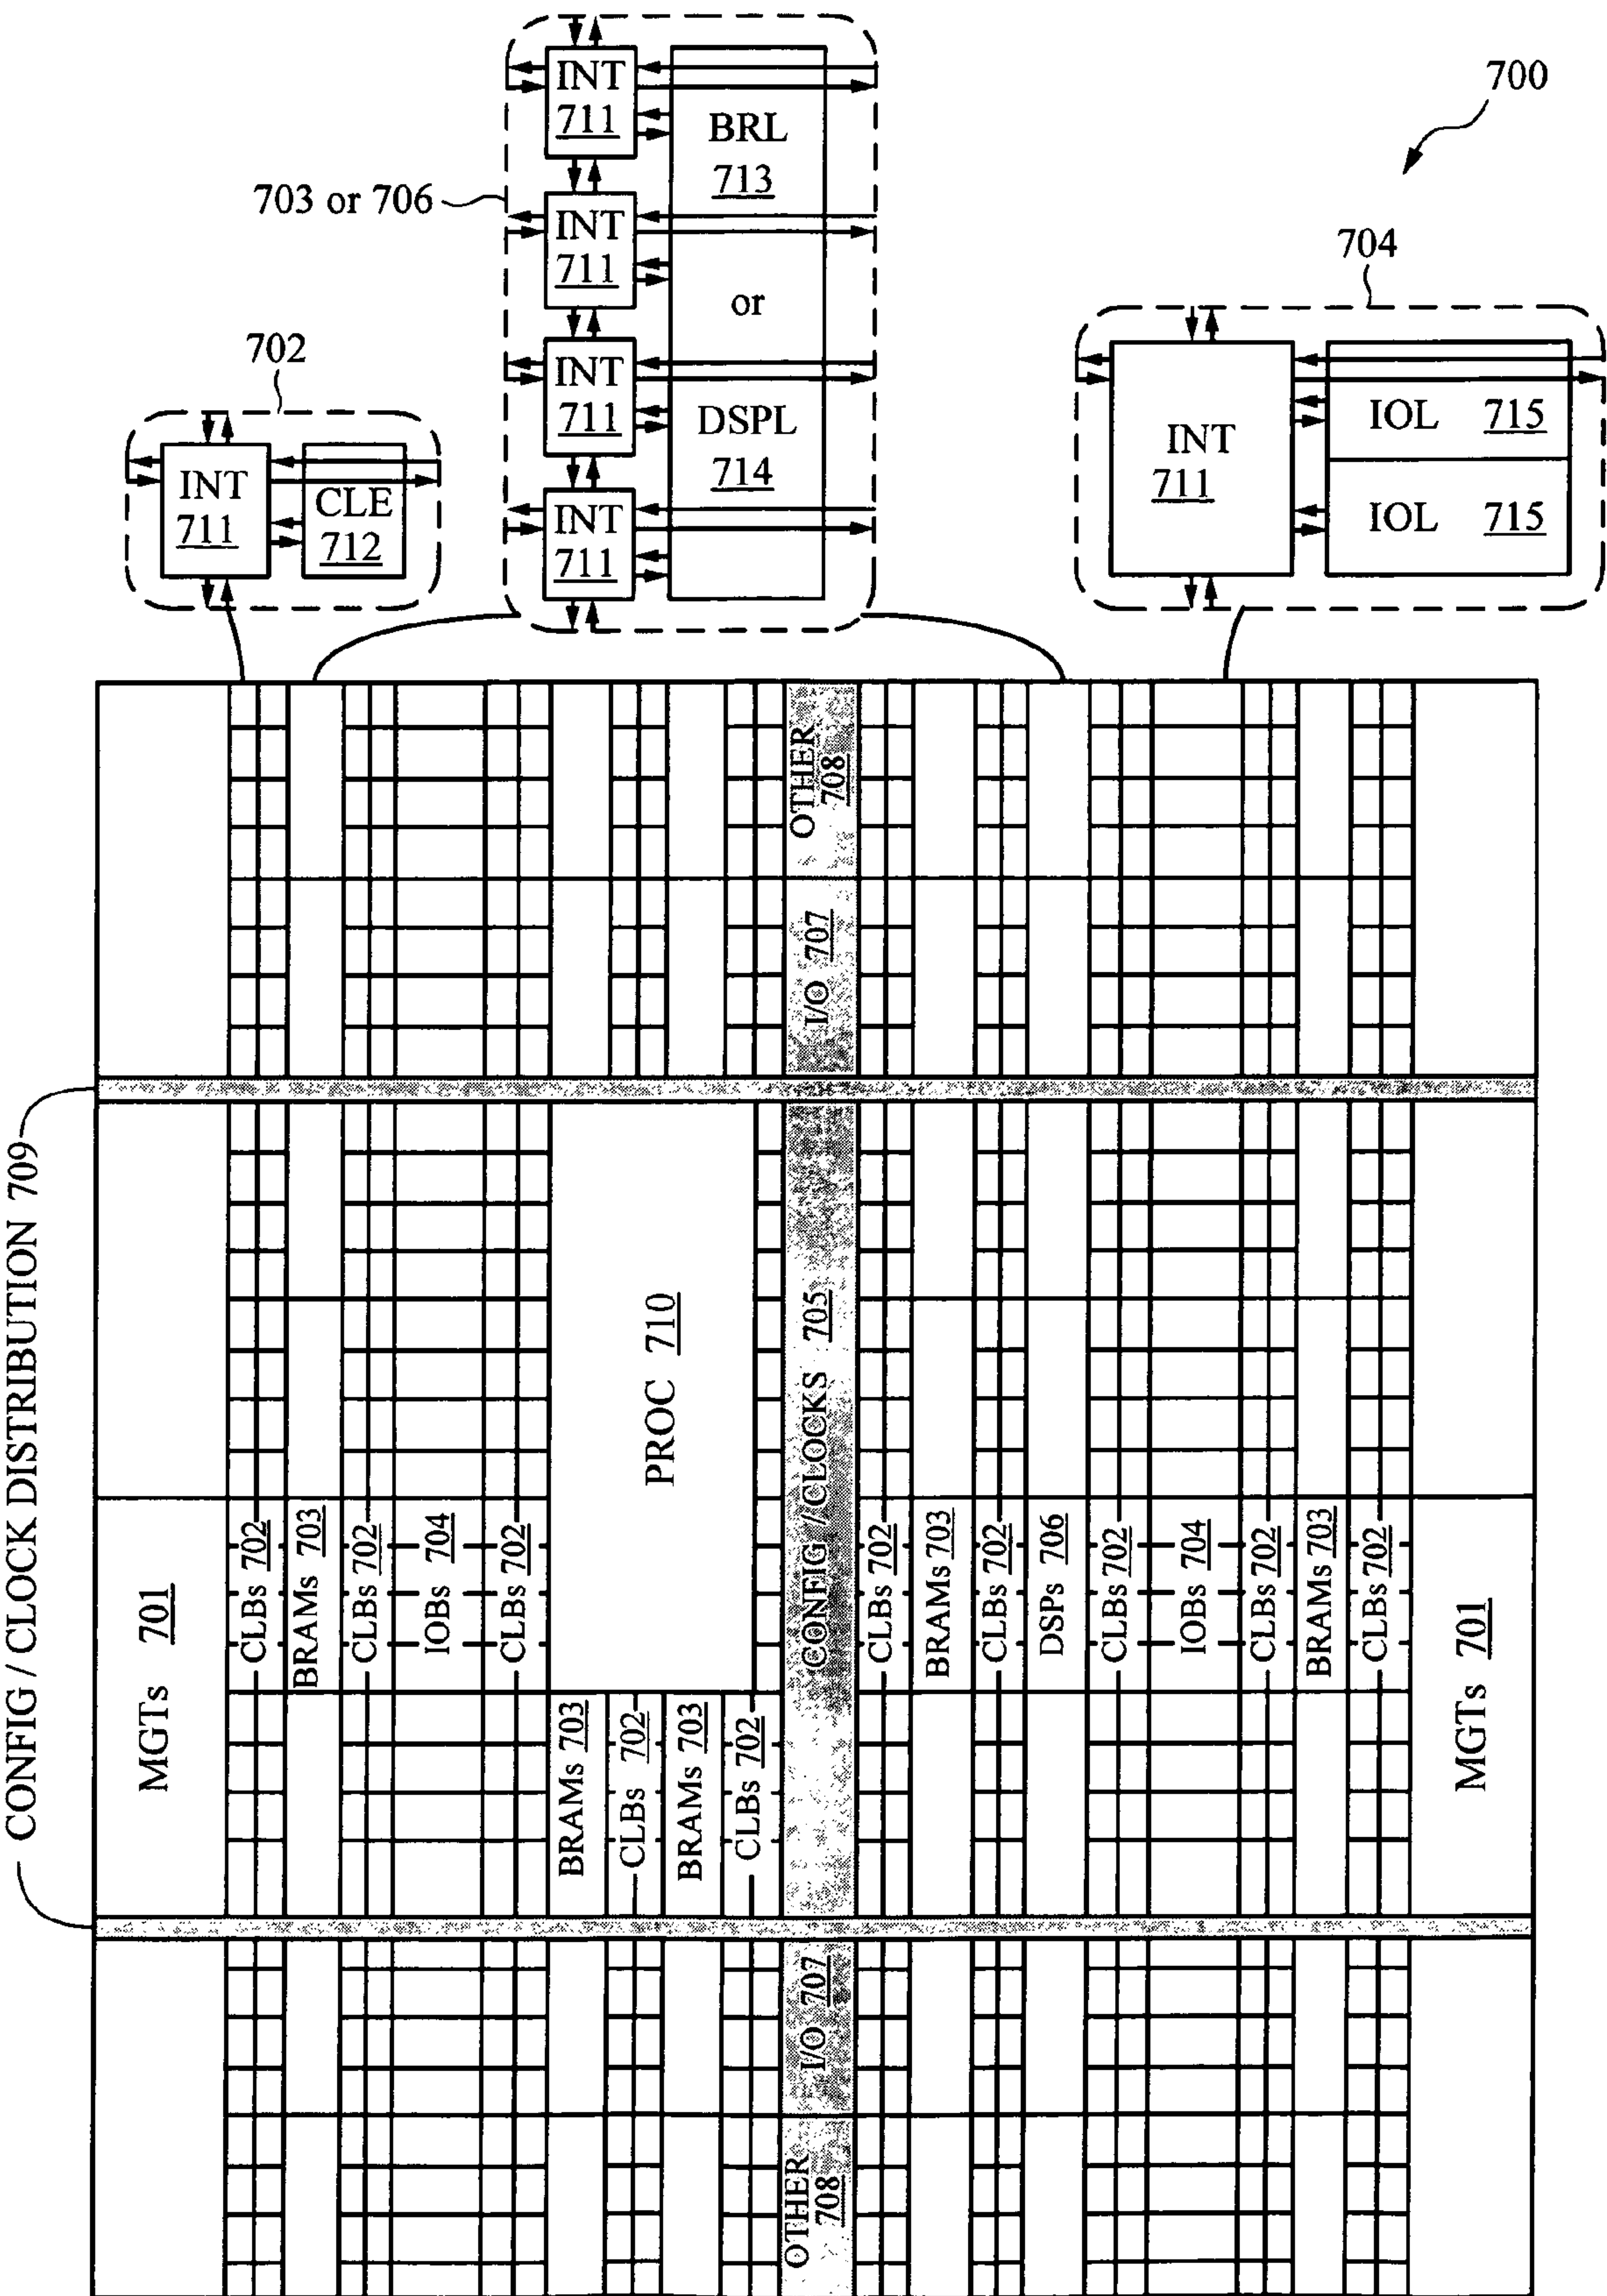 700
703 or 706
INT
711
INT
711
INT
711
INT
711
BRL
713
or
DSPL
714
704
INT
711
IOL 715
IOL 715
702
INT
711
CLE
712
OTHER
708
I/O 707
CONFIG / CLOCK DISTRIBUTION 709
PROC 710
CONFIG / CLOCKS 705
MGTs 701
CLBs 702
BRAMs 703
CLBs 702
IOBs 704
CLBs 702
BRAMs 703
CLBs 702
BRAMs 703
CLBs 702
CLBs 702
BRAMs 703
CLBs 702
DSPs 706
CLBs 702
IOBs 704
CLBs 702
BRAMs 703
CLBs 702
MGTs 701
I/O 707
OTHER
708